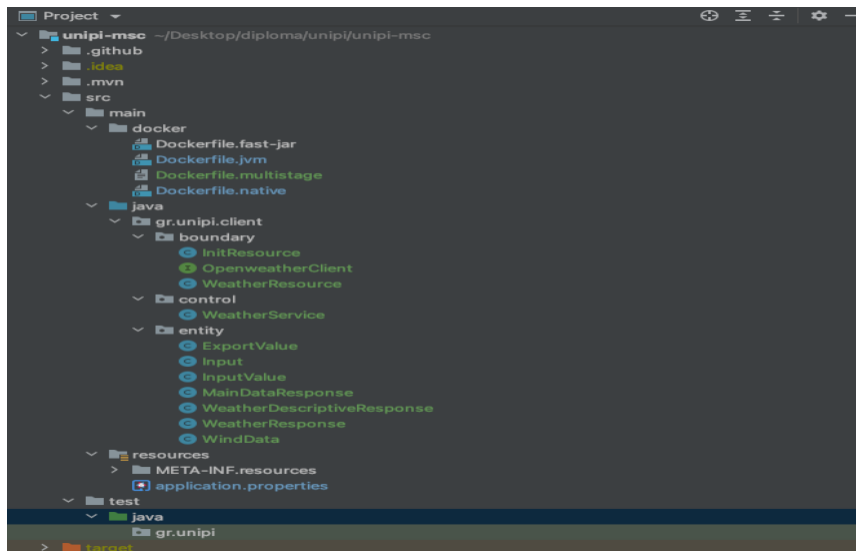 Project
unipi-msc ~/Desktop/diploma/unipi/unipi-msc
.github
.idea
.mvn
src
main
docker
Dockerfile.fast-jar
Dockerfile.jvm
Dockerfile.multistage
Dockerfile.native
java
gr.unipi.client
boundary
InitResource
OpenweatherClient
WeatherResource
control
WeatherService
entity
ExportValue
Input
InputValue
MainDataResponse
WeatherDescriptiveResponse
WeatherResponse
WindData
resources
META-INF.resources
application.properties
test
java
gr.unipi
target